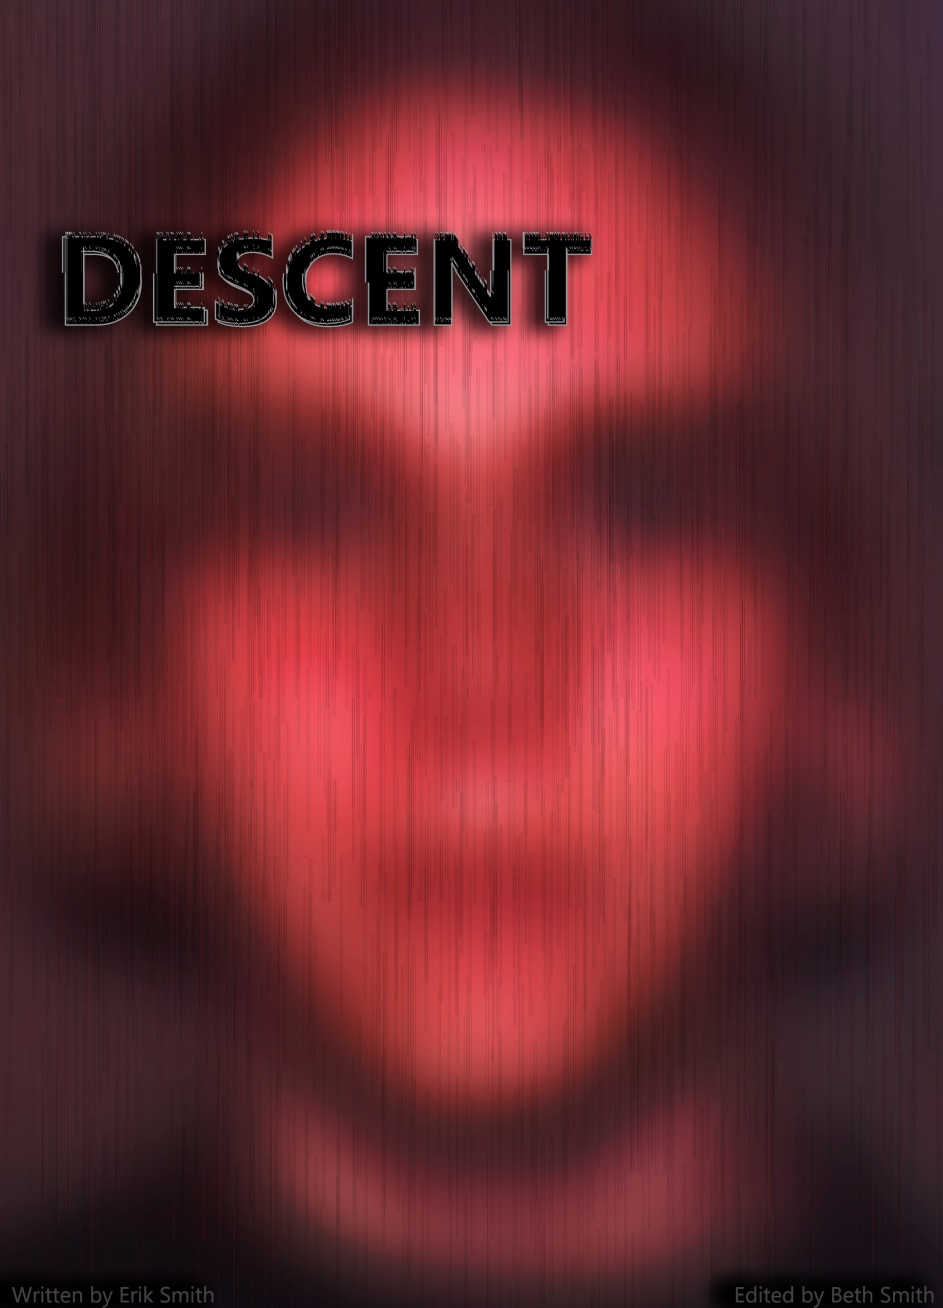 DESCENT
Written by Erik Smith
Edited by Beth Smith